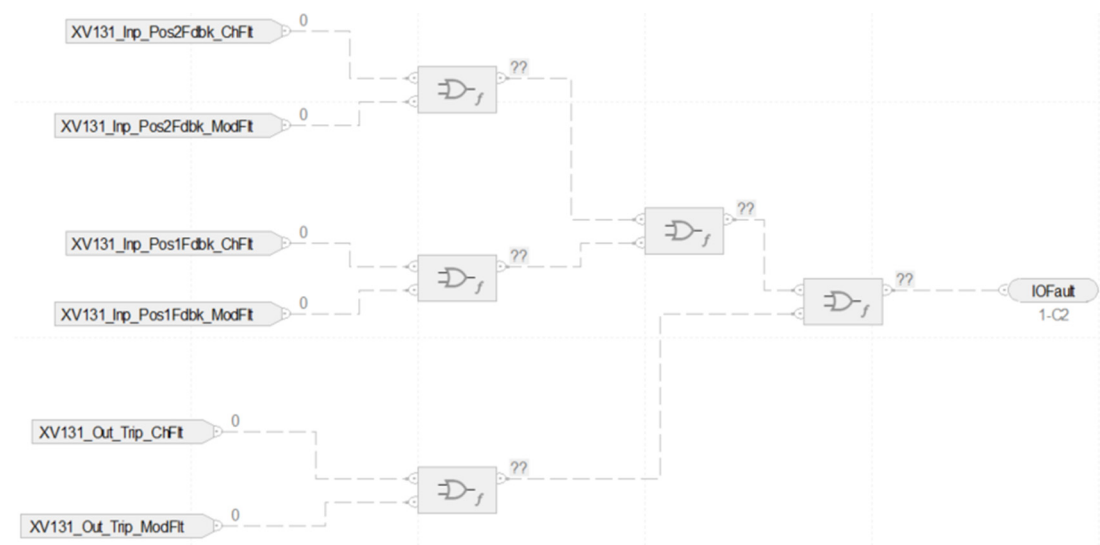 XV131_Inp_Pos2Fdbk_ChFlt
0
??
XV131_Inp_Pos2Fdbk_ModFlt
0
??
XV131_Inp_Pos1Fdbk_ChFlt
0
??
??
IOFault
XV131_Inp_Pos1Fdbk_ModFlt
0
1-C2
XV131_Out_Trip_ChFlt
0
??
XV131_Out_Trip_ModFlt
0